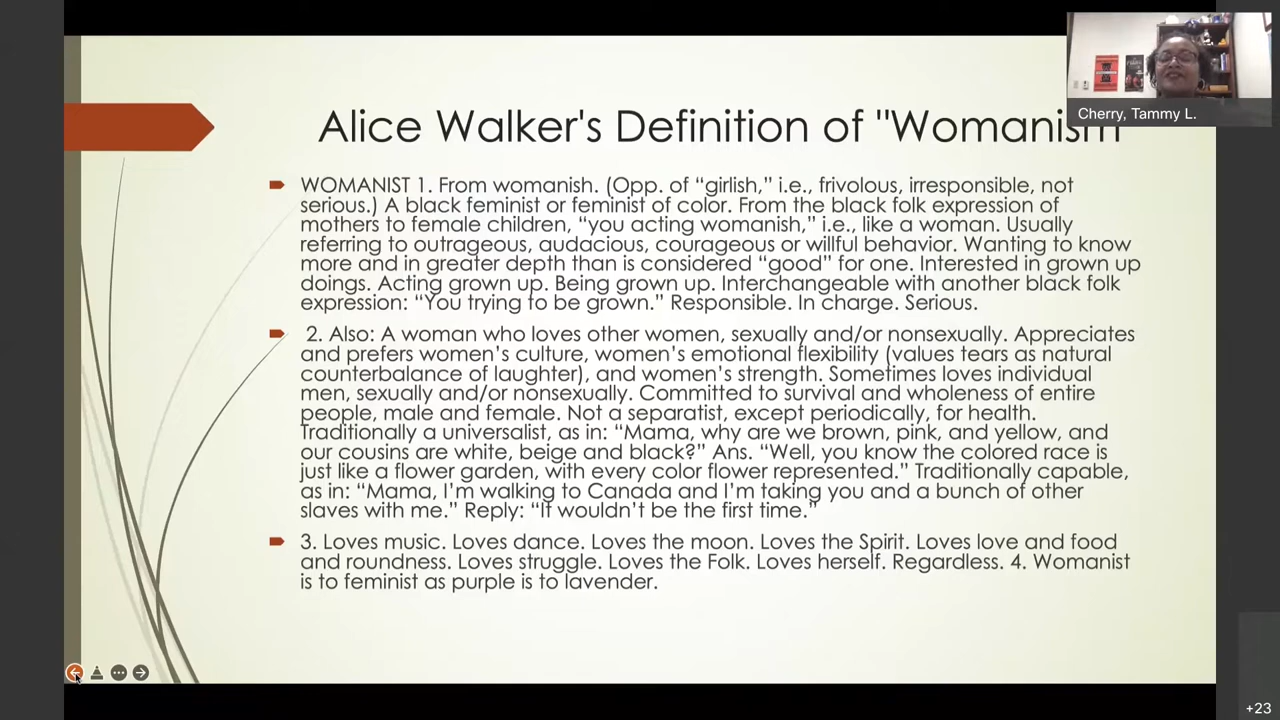 Alice Walker's Definition of "Womanism
Cherry, Tammy L.
WOMANIST 1. From womanish. (Opp. of “girlish,” i.e., frivolous, irresponsible, not
serious.) A black feminist or feminist of color. From the black folk expression of
mothers to female children, “you acting womanish,” i.e., like a woman. Usually
referring to outrageous, audacious, courageous or willful behavior. Wanting to know
more and in greater depth than is considered “good” for one. Interested in grown up
doings. Acting grown up. Being grown up. Interchangeable with another black folk
expression: “You trying to be grown.” Responsible. In charge. Serious.
2. Also: A woman who loves other women, sexually and/or nonsexually. Appreciates
and prefers women’s culture, women’s emotional flexibility (values tears as natural
counterbalance of laughter), and women’s strength. Sometimes loves individual
men, sexually and/or nonsexually. Committed to survival and wholeness of entire
people, male and female. Not a separatist, except periodically, for health.
Traditionally a universalist, as in: “Mama, why are we brown, pink, and yellow, and
our cousins are white, beige and black?” Ans. “Well, you know the colored race is
just like a flower garden, with every color flower represented.” Traditionally capable,
as in: “Mama, I’m walking to Canada and I’m taking you and a bunch of other
slaves with me.” Reply: “It wouldn’t be the first time.”
3. Loves music. Loves dance. Loves the moon. Loves the Spirit. Loves love and food
and roundness. Loves struggle. Loves the Folk. Loves herself. Regardless. 4. Womanist
is to feminist as purple is to lavender.
+23